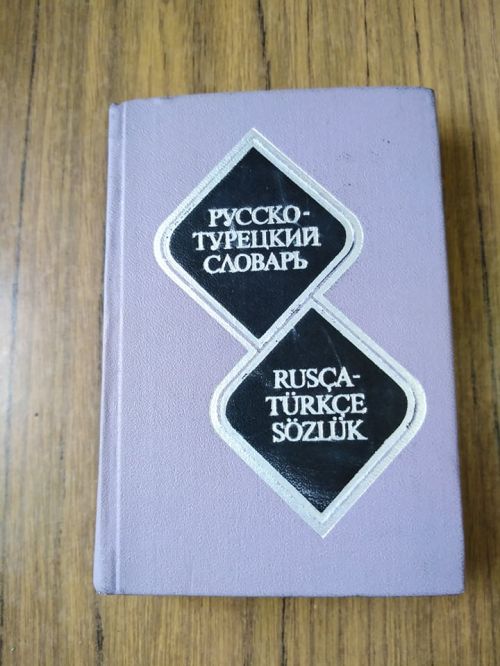 РУССКО-
ТУРЕЦКИЙ
СЛОВАРЬ
RUSÇA-
TÜRKÇE
SÖZLÜK